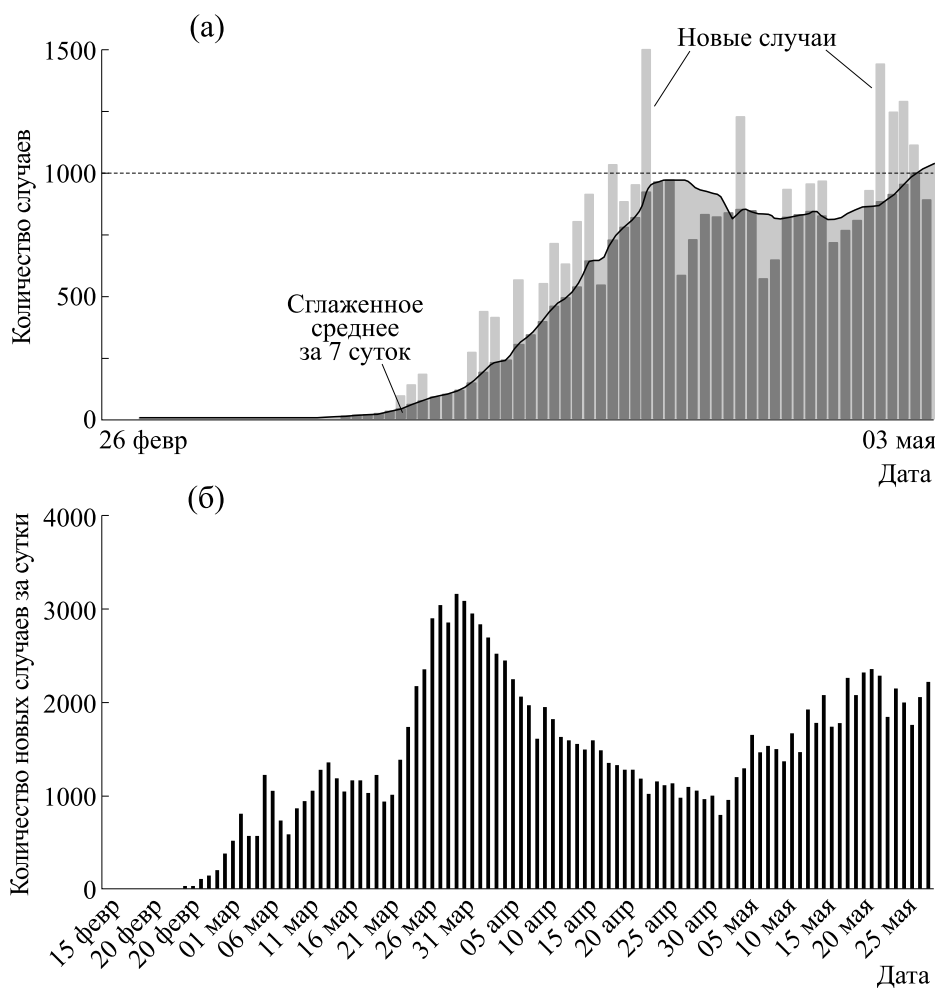 (а)
Количество случаев
1500
1000
500
0
Новые случаи
Сглаженное
среднее
за 7 суток
26 февр
03 мая
Дата
(б)
Количество новых случаев за сутки
4000
3000
2000
1000
0
15 февр
20 февр
20 февр
01 мар
06 мар
11 мар
16 мар
21 мар
26 мар
31 мар
05 апр
10 апр
15 апр
20 апр
25 апр
30 апр
05 мая
10 мая
15 мая
20 мая
25 мая
Дата